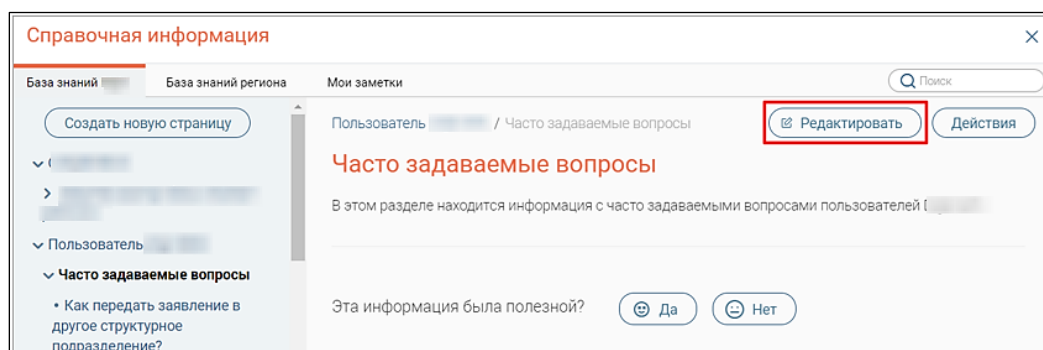 Справочная информация
База знаний
База знаний региона
Мои заметки
Поиск
Создать новую страницу
Пользователь
Часто задаваемые вопросы
• Как передать заявление в
другое структурное
подразделение?
Пользователь / Часто задаваемые вопросы
Редактировать
Действия
Часто задаваемые вопросы
В этом разделе находится информация с часто задаваемыми вопросами пользователей
Эта информация была полезной?
Да
Нет